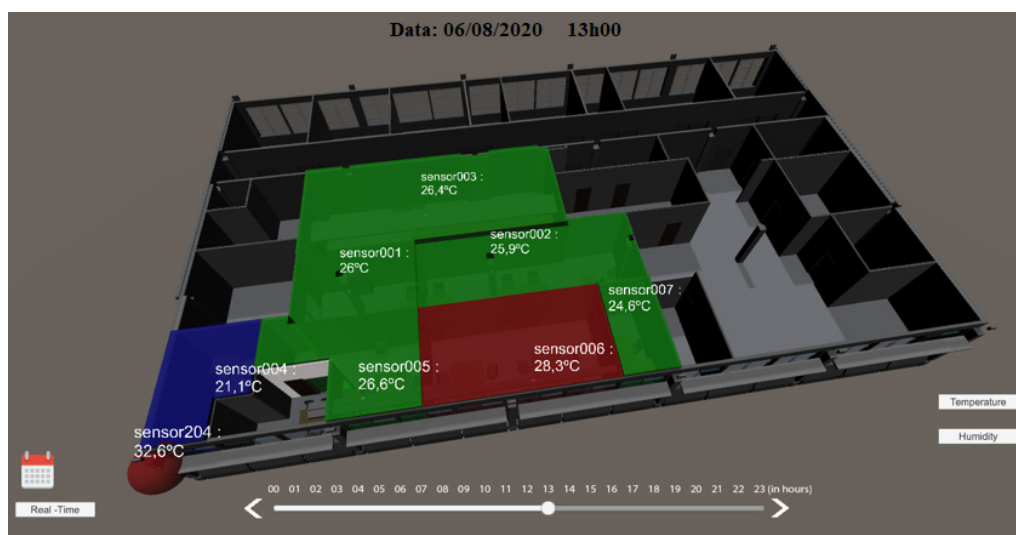 Data: 06/08/2020 13h00
sensor003 :
26,4ºC
sensor002 :
25,9ºC
sensor001 :
26ºC
sensor007 :
24,6ºC
sensor006 :
28,3ºC
sensor004 :
21,1ºC
sensor005 :
26,6ºC
sensor204 :
32,6ºC
Temperature
Humidity
00 01 02 03 04 05 06 07 08 09 10 11 12 13 14 15 16 17 18 19 20 21 22 23 (in hours)
Real -Time